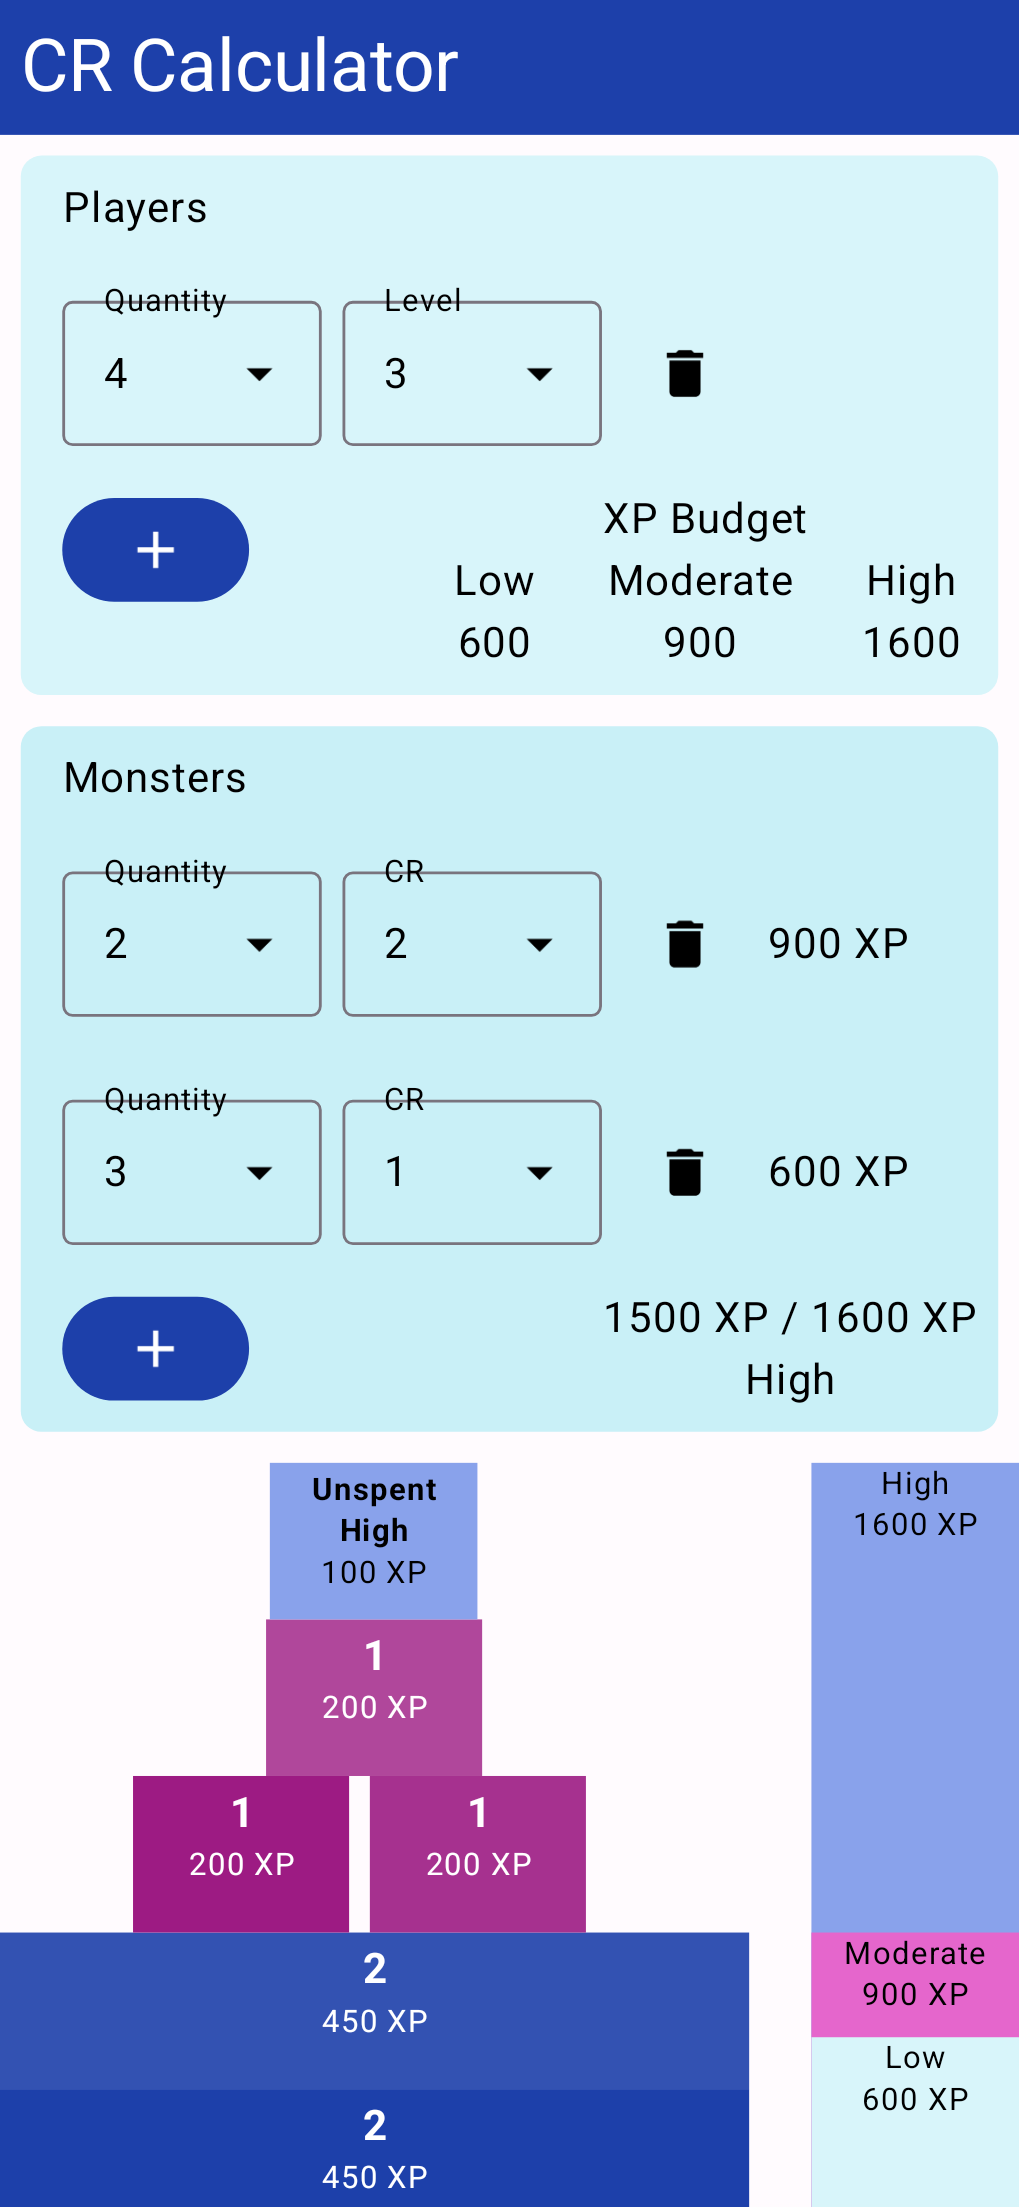 CR Calculator
Players
Quantity Level
4 3
+
XP Budget
Low Moderate High
600 900 1600
Monsters
Quantity CR
2 2 900 XP
Quantity CR
3 1 600 XP
+
1500 XP / 1600 XP
High
Unspent
High
100 XP
1
200 XP
1
200 XP
1
200 XP
2
450 XP
2
450 XP
High
1600 XP
Moderate
900 XP
Low
600 XP